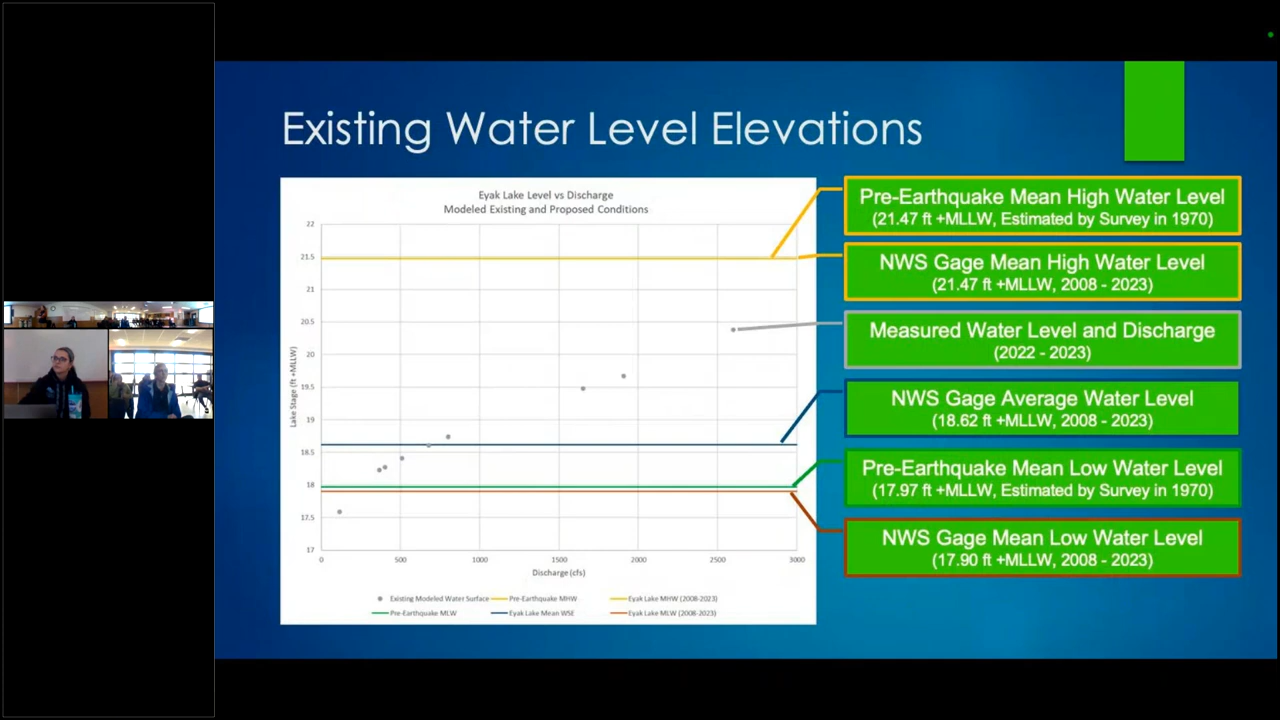 Existing Water Level Elevations
Eyak Lake Level vs Discharge
Modeled Existing and Proposed Conditions
22
21.5
21
20.5
20
19.5
19
18.5
18
17.5
17
Lake Stage (ft +MLLW)
0
500
1000
1500
2000
2500
3000
Discharge (cfs)
Existing Modeled Water Surface
Pre-Earthquake MHW
Eyak Lake MHW (2008-2023)
Pre-Earthquake MLW
Eyak Lake Mean WSE
Eyak Lake MLW (2008-2023)
Pre-Earthquake Mean High Water Level
(21.47 ft +MLLW, Estimated by Survey in 1970)
NWS Gage Mean High Water Level
(21.47 ft +MLLW, 2008 - 2023)
Measured Water Level and Discharge
(2022 - 2023)
NWS Gage Average Water Level
(18.62 ft +MLLW, 2008 - 2023)
Pre-Earthquake Mean Low Water Level
(17.97 ft +MLLW, Estimated by Survey in 1970)
NWS Gage Mean Low Water Level
(17.90 ft +MLLW, 2008 - 2023)